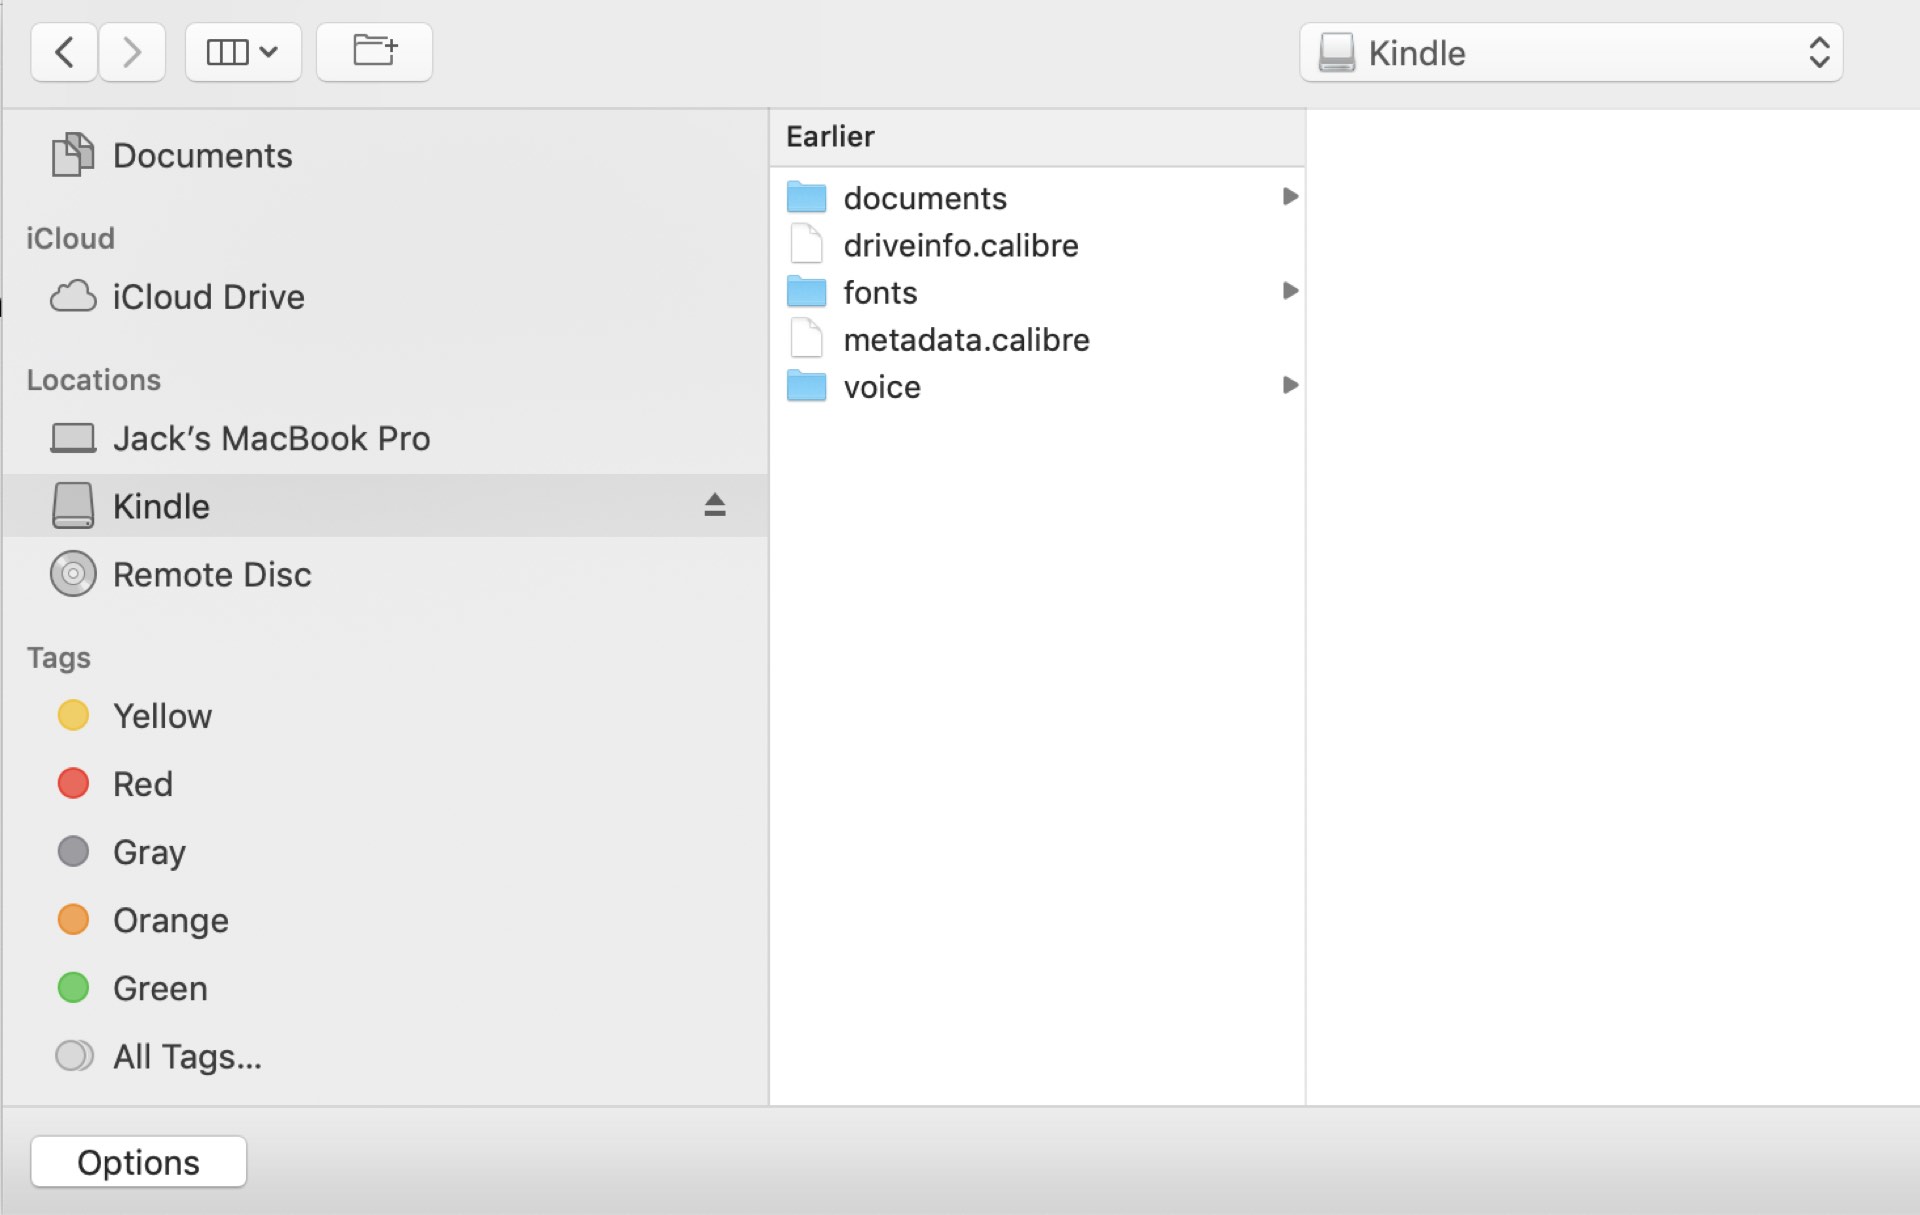 Kindle
Documents
iCloud
iCloud Drive
Locations
Jack’s MacBook Pro
Kindle
Remote Disc
Tags
Yellow
Red
Gray
Orange
Green
All Tags...
Earlier
documents
driveinfo.calibre
fonts
metadata.calibre
voice
Options